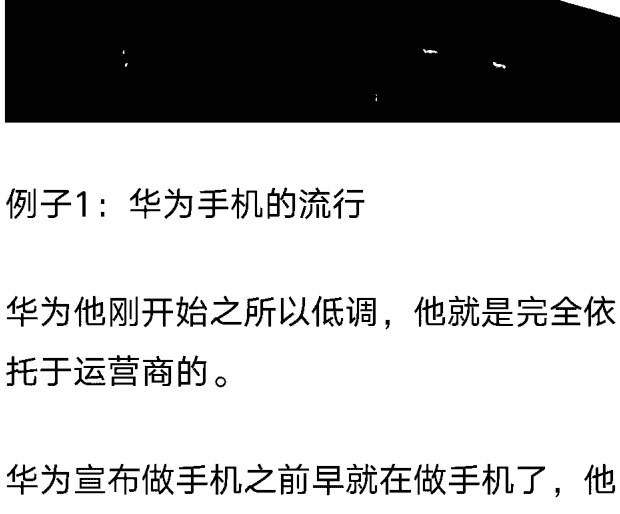 例子1：华为手机的流行
华为他刚开始之所以低调，他就是完全依
托于运营商的。
华为宣布做手机之前早就在做手机了，他